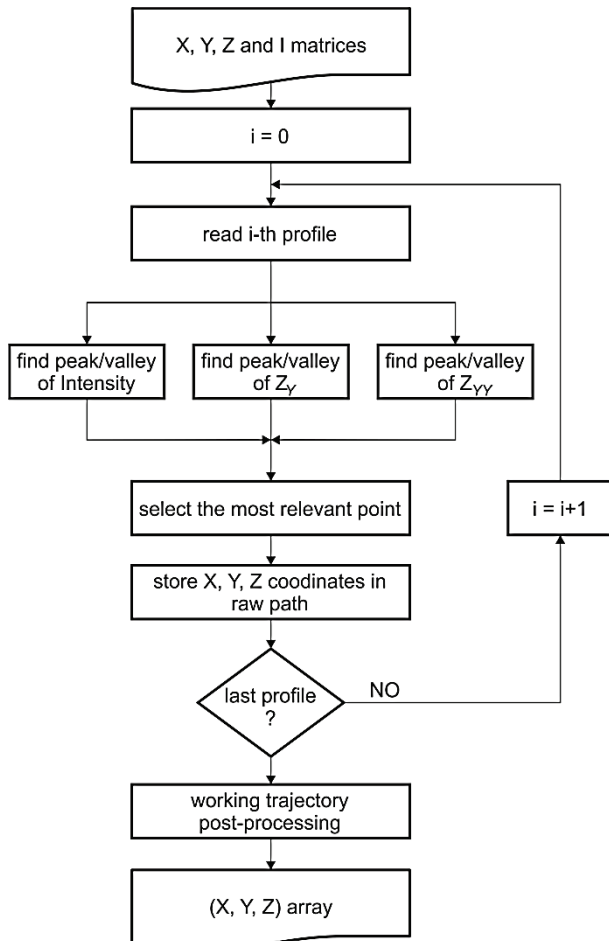 X, Y, Z and I matrices
i = 0
read i-th profile
find peak/valley
of Intensity
find peak/valley
of Z_Y
find peak/valley
of Z_YY
select the most relevant point
i = i+1
store X, Y, Z coodinates in
raw path
last profile
?
NO
working trajectory
post-processing
(X, Y, Z) array